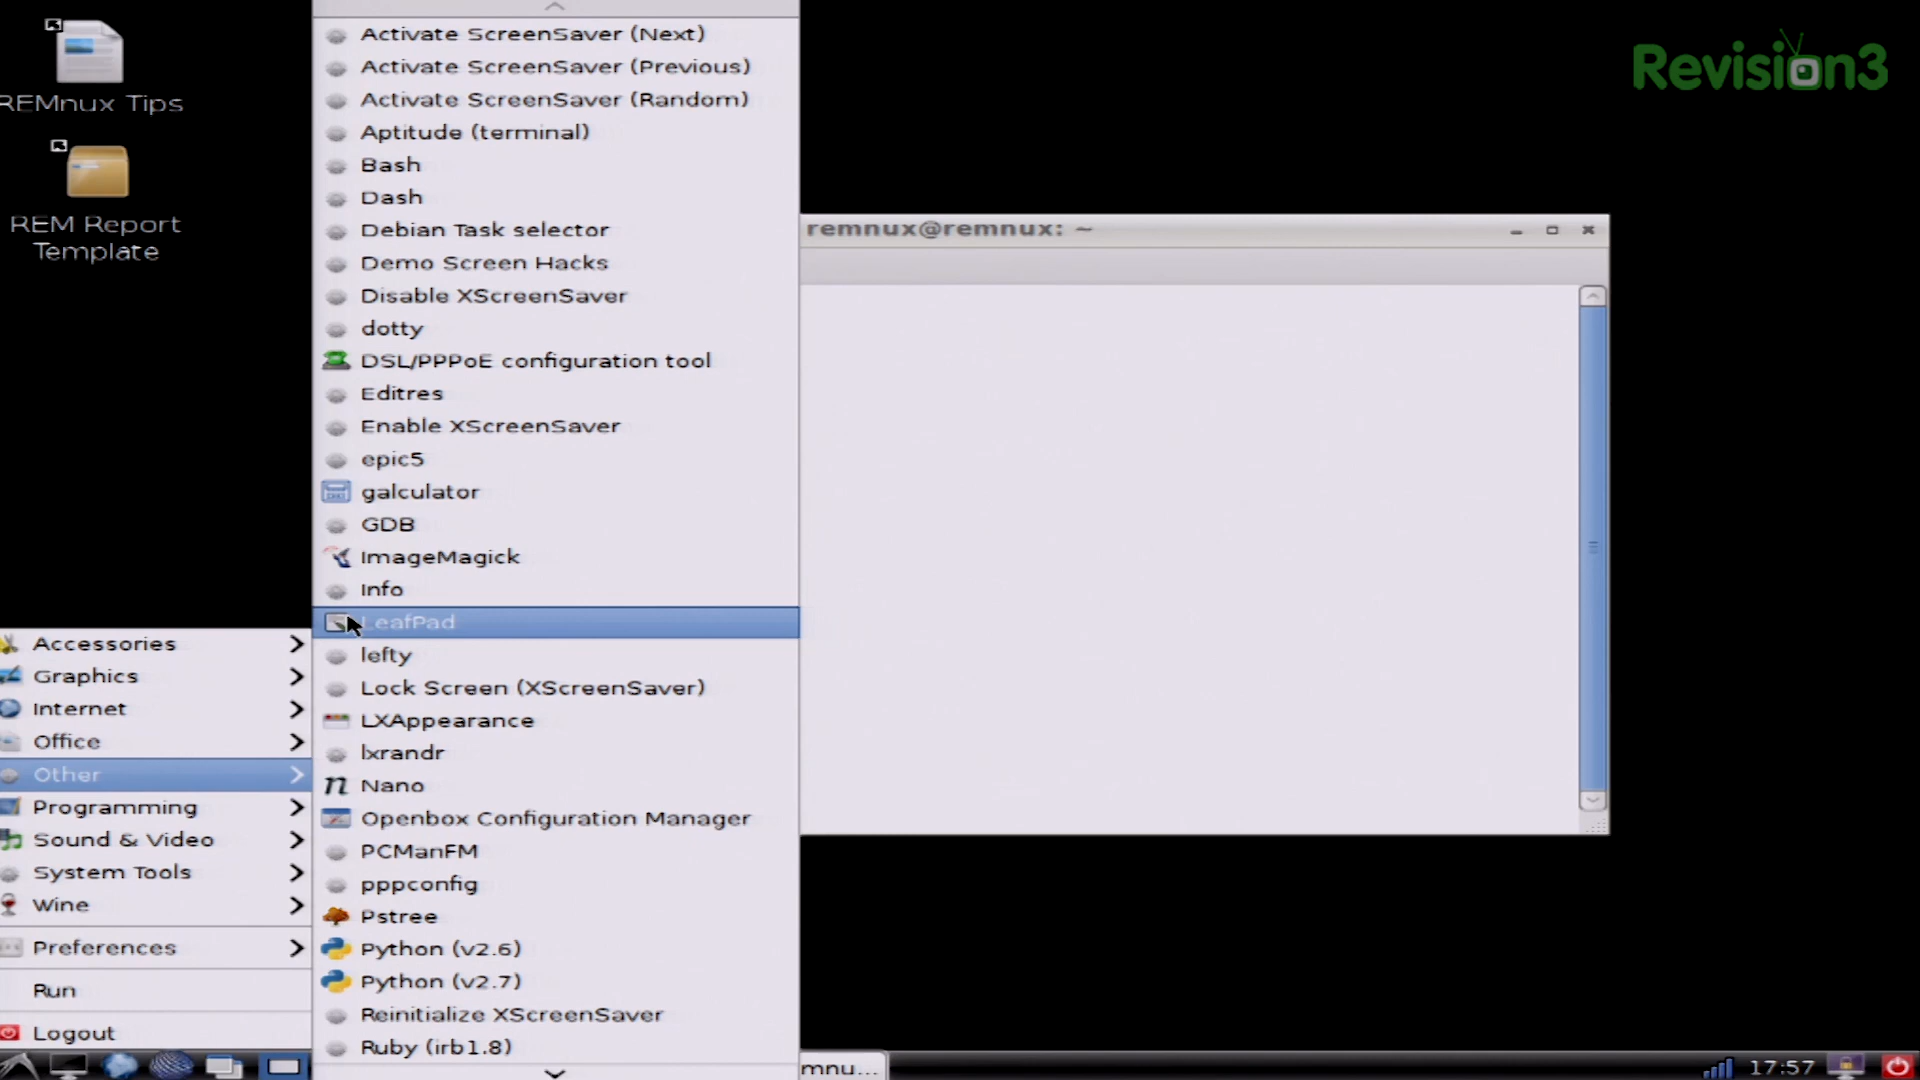 REMnux Tips
REM Report
Template
Activate ScreenSaver (Next)
Activate ScreenSaver (Previous)
Activate ScreenSaver (Random)
Aptitude (terminal)
Bash
Dash
Debian Task selector
Demo Screen Hacks
Disable XScreenSaver
dotty
DSL/PPPoE configuration tool
Editres
Enable XScreenSaver
epic5
galculator
GDB
ImageMagick
Info
LeafPad
lefty
Lock Screen (XScreenSaver)
LXAppearance
lxrandr
Nano
Openbox Configuration Manager
PCManFM
pppconfig
Pstree
Python (v2.6)
Python (v2.7)
Reinitialize XScreenSaver
Ruby (irb1.8)
Accessories
Graphics
Internet
Office
Other
Programming
Sound & Video
System Tools
Wine
Preferences
Run
Logout
remnux@remnux: ~
Revision3
mnu...
17:57